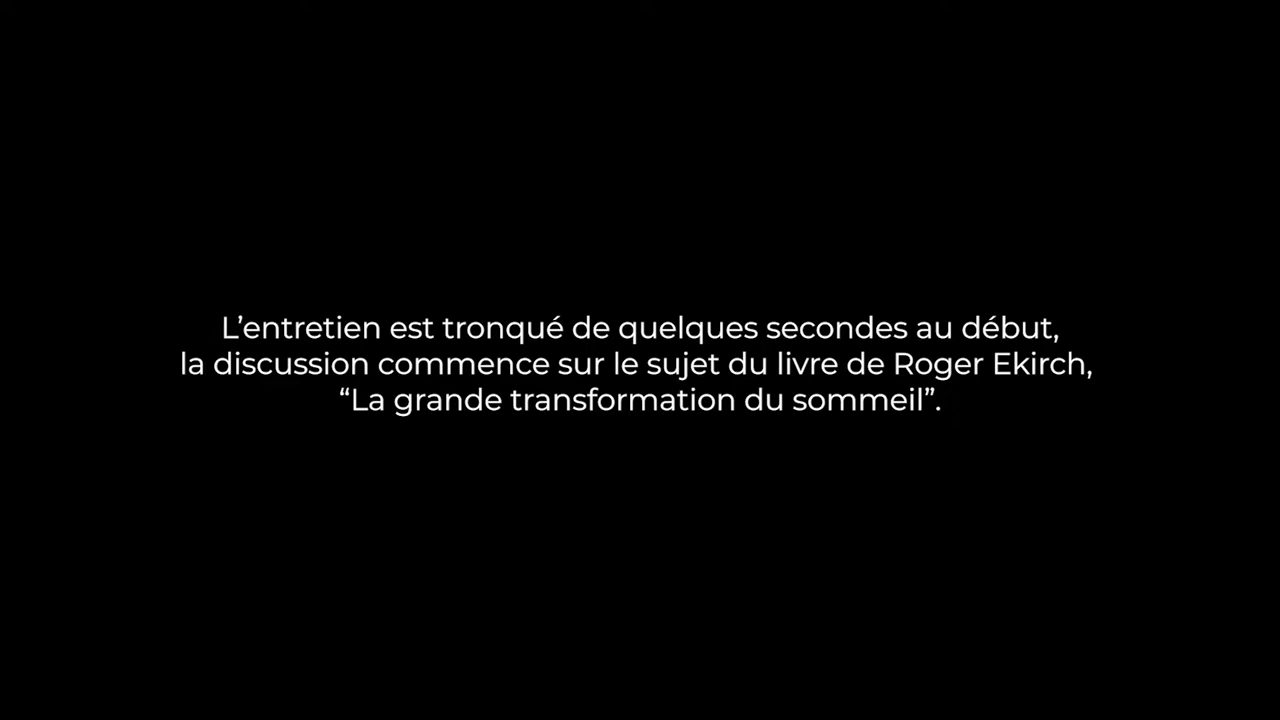 L’entretien est tronqué de quelques secondes au début,
la discussion commence sur le sujet du livre de Roger Ekirch,
“La grande transformation du sommeil”.